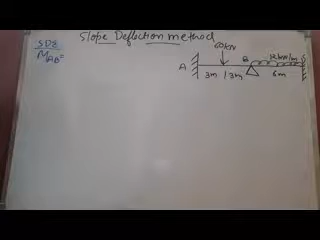 Slope Deflection method
SDE
MAB=
60kN
A
B
3m / 3m
6m